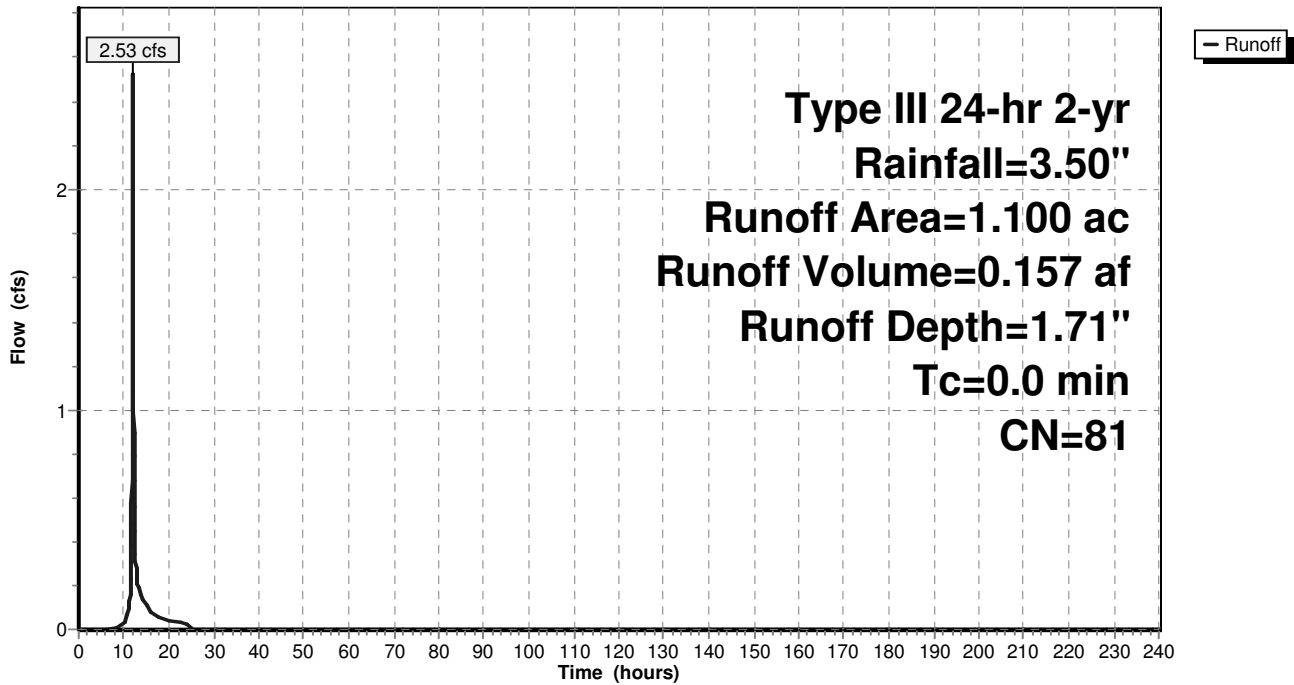 2.53 cfs
Runoff
Type III 24-hr 2-yr
Rainfall=3.50"
Runoff Area=1.100 ac
Runoff Volume=0.157 af
Runoff Depth=1.71"
Tc=0.0 min
CN=81
Flow (cfs)
2
1
0
0 10 20 30 40 50 60 70 80 90 100 110 120 130 140 150 160 170 180 190 200 210 220 230 240
Time (hours)